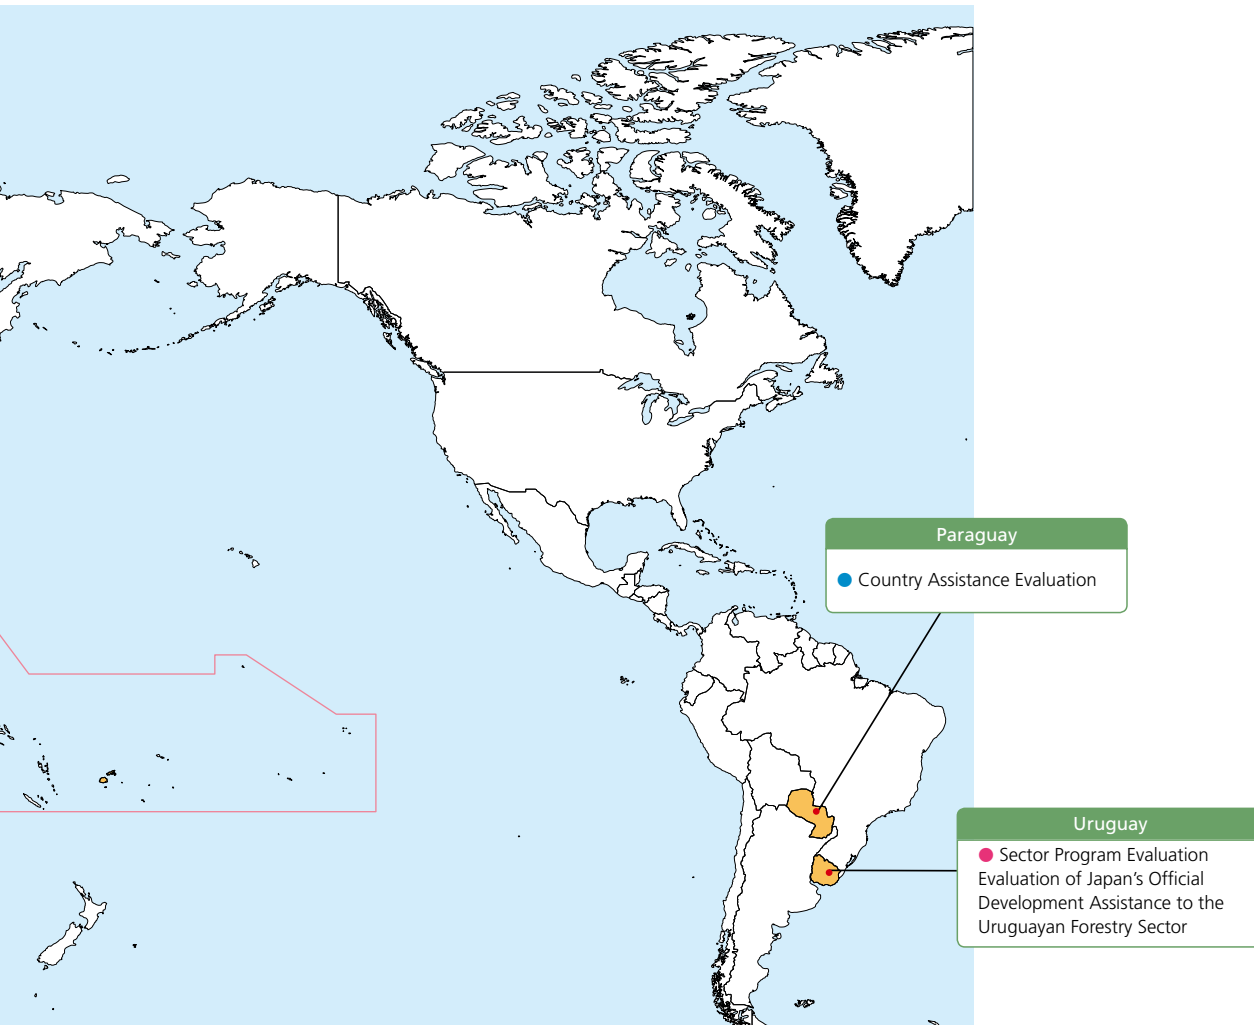 Paraguay
Country Assistance Evaluation
Uruguay
Sector Program Evaluation
Evaluation of Japan’s Official
Development Assistance to the
Uruguayan Forestry Sector